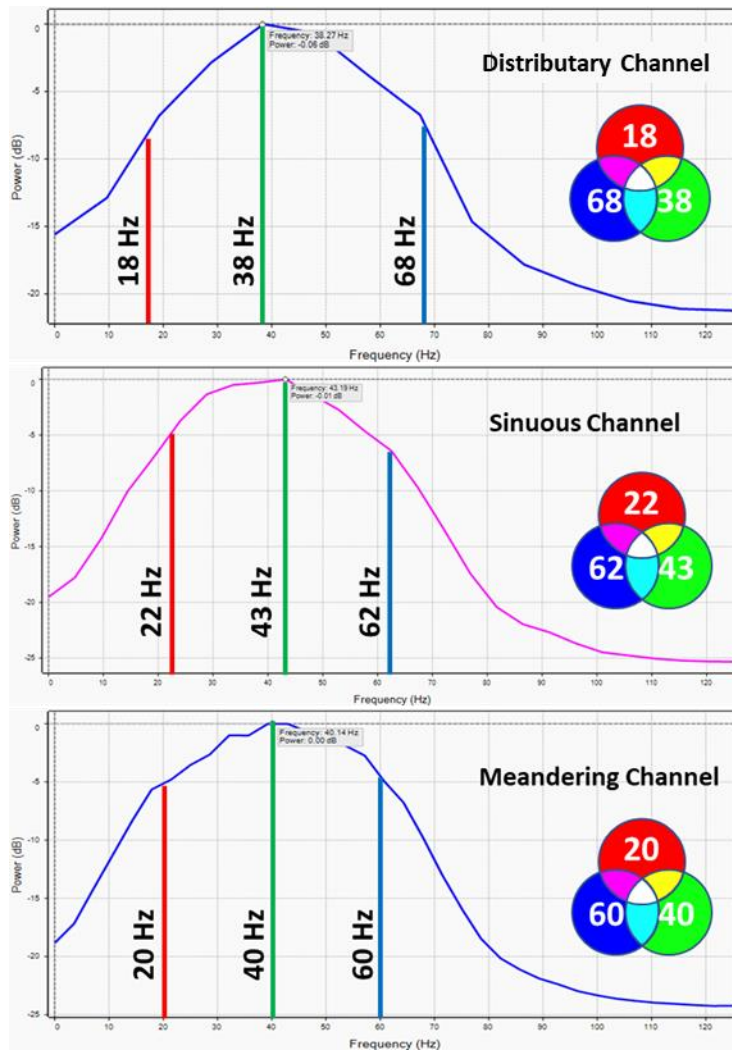 0
Frequency: 38.27 Hz
Power: -0.06 dB
Distributary Channel
-5
18
Power (dB)
-10
68 38
-15
18 Hz
38 Hz
68 Hz
-20
0 10 20 30 40 50 60 70 80 90 100 110 120
Frequency (Hz)
0
Frequency: 43.19 Hz
Power: -0.01 dB
Sinuous Channel
-5
22
-10
Power (dB)
62 43
-15
22 Hz
43 Hz
62 Hz
-20
-25
0 10 20 30 40 50 60 70 80 90 100 110 120
Frequency (Hz)
0
Frequency: 40.14 Hz
Power: 0.00 dB
Meandering Channel
-5
20
-10
Power (dB)
60 40
-15
20 Hz
40 Hz
60 Hz
-20
-25
0 10 20 30 40 50 60 70 80 90 100 110 120
Frequency (Hz)